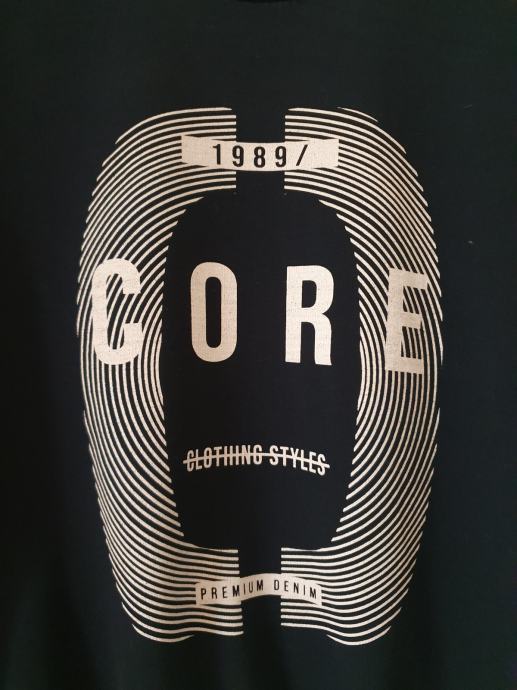 1989/
CORE
CLOTHING STYLES
PREMIUM DENIM